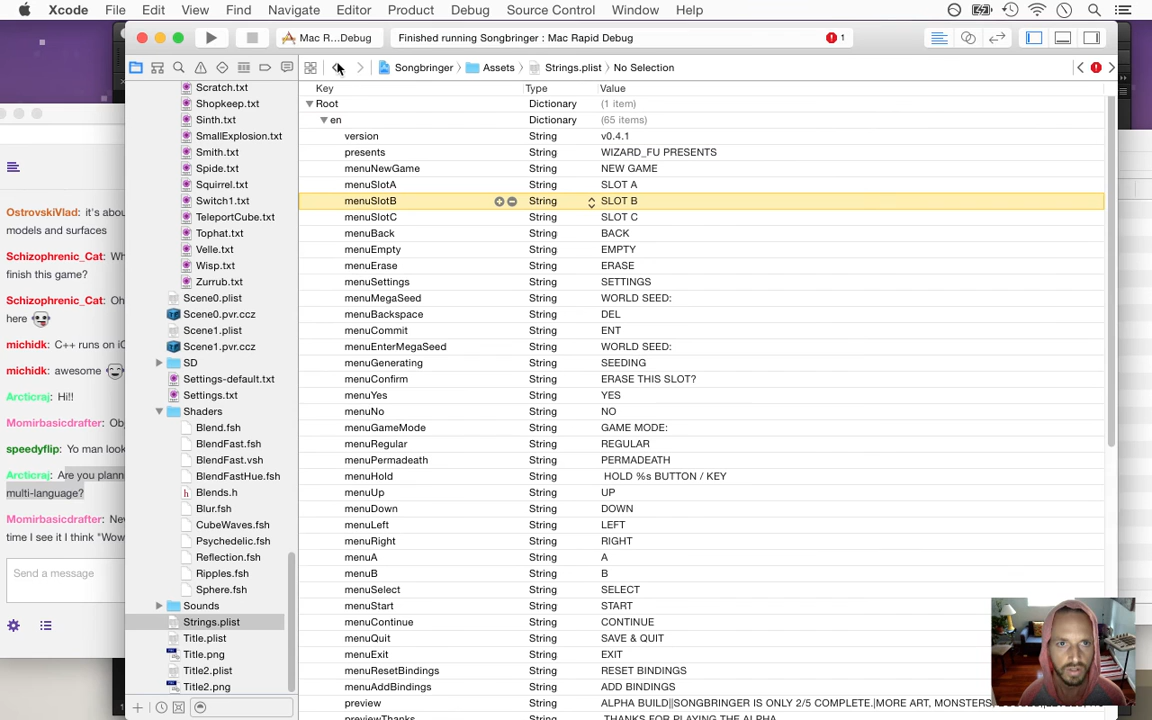 Xcode File Edit View Find Navigate Editor Product Debug Source Control Window Help
Mac R...Debug
Finished running Songbringer : Mac Rapid Debug
1
Songbringer Assets Strings.plist No Selection
OstrovskiVlad: it's abou
models and surfaces
Schizophrenic_Cat: Wh
finish this game?
Schizophrenic_Cat: Oh
here
michidk: C++ runs on iO
michidk: awesome
Arcticraj: Hi!!
Momirbasicdrafter: Ob
speedyflip: Yo man look
Arcticraj: Are you plann
multi-language?
Momirbasicdrafter: Nev
time I see it I think "Wow
Send a message
Scratch.txt
Shopkeep.txt
Sinth.txt
SmallExplosion.txt
Smith.txt
Spide.txt
Squirrel.txt
Switch1.txt
TeleportCube.txt
Tophat.txt
Velle.txt
Wisp.txt
Zurrub.txt
Scene0.plist
Scene0.pvr.ccz
Scene1.plist
Scene1.pvr.ccz
SD
Settings-default.txt
Settings.txt
Shaders
Blend.fsh
BlendFast.fsh
BlendFast.vsh
BlendFastHue.fsh
Blends.h
Blur.fsh
CubeWaves.fsh
Psychedelic.fsh
Reflection.fsh
Ripples.fsh
Sphere.fsh
Sounds
Strings.plist
Title.plist
Title.png
Title2.plist
Title2.png
Key Type Value
Root Dictionary (1 item)
en Dictionary (65 items)
version String v0.4.1
presents String WIZARD_FU PRESENTS
menuNewGame String NEW GAME
menuSlotA String SLOT A
menuSlotB String SLOT B
menuSlotC String SLOT C
menuBack String BACK
menuEmpty String EMPTY
menuErase String ERASE
menuSettings String SETTINGS
menuMegaSeed String WORLD SEED:
menuBackspace String DEL
menuCommit String ENT
menuEnterMegaSeed String WORLD SEED:
menuGenerating String SEEDING
menuConfirm String ERASE THIS SLOT?
menuYes String YES
menuNo String NO
menuGameMode String GAME MODE:
menuRegular String REGULAR
menuPermadeath String PERMADEATH
menuHold String HOLD %s BUTTON / KEY
menuUp String UP
menuDown String DOWN
menuLeft String LEFT
menuRight String RIGHT
menuA String A
menuB String B
menuSelect String SELECT
menuStart String START
menuContinue String CONTINUE
menuQuit String SAVE & QUIT
menuExit String EXIT
menuResetBindings String RESET BINDINGS
menuAddBindings String ADD BINDINGS
preview String ALPHA BUILD||SONGBRINGER IS ONLY 2/5 COMPLETE.|MORE ART, MONSTERS
previewThanks String THANKS FOR PLAYING THE ALPHA